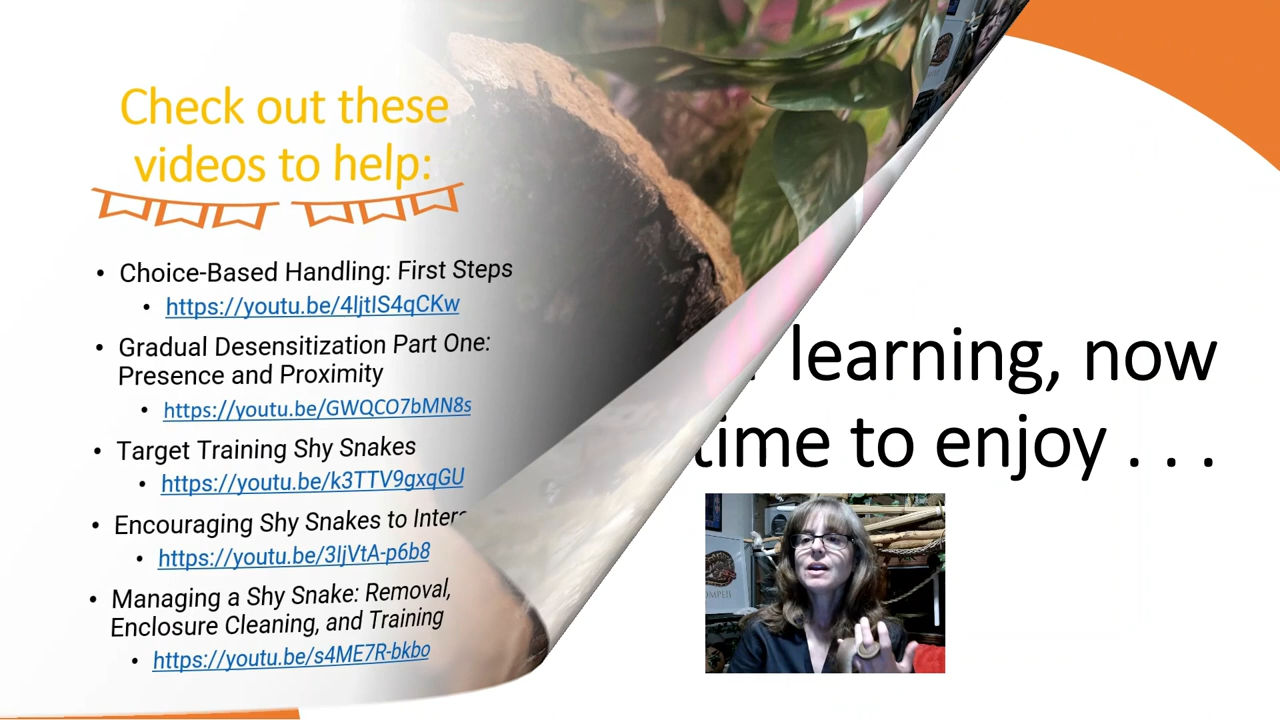 Check out these
videos to help:
• Choice-Based Handling: First Steps
• https://youtu.be/4ljtlS4qCKw
• Gradual Desensitization Part One:
Presence and Proximity
• https://youtu.be/GWQCO7bMN8s
• Target Training Shy Snakes
• https://youtu.be/k3TTV9gxqGU
• Encouraging Shy Snakes to
• https://youtu.be/3ljVtA-p6b8
• Managing a Shy Snake: Removal,
Enclosure Cleaning, and Training
• https://youtu.be/s4ME7R-bkbo
learning, now
time to enjoy . . .